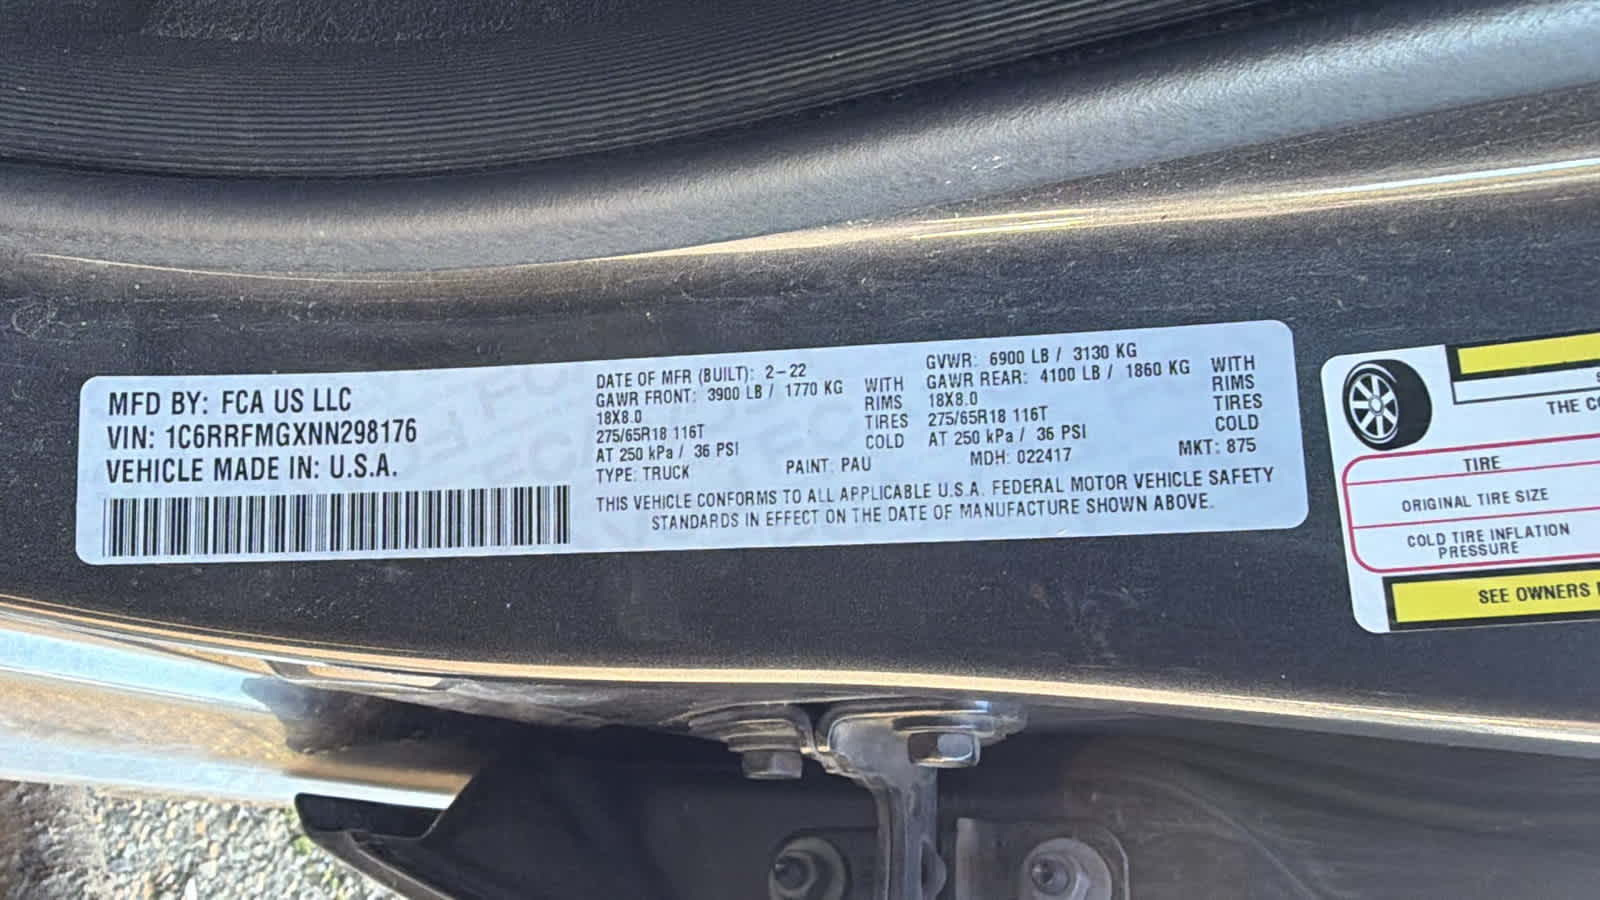 MFD BY: FCA US LLC
VIN: 1C6RRFMGXNN298176
VEHICLE MADE IN: U.S.A.
DATE OF MFR (BUILT): 2-22
GAWR FRONT: 3900 LB / 1770 KG WITH
18X8.0 RIMS
275/65R18 116T TIRES
AT 250 kPa / 36 PSI COLD
TYPE: TRUCK
GVWR: 6900 LB / 3130 KG
GAWR REAR: 4100 LB / 1860 KG WITH
18X8.0 RIMS
275/65R18 116T TIRES
AT 250 kPa / 36 PSI COLD
PAINT: PAU MDH: 022417 MKT: 875
THIS VEHICLE CONFORMS TO ALL APPLICABLE U.S.A. FEDERAL MOTOR VEHICLE SAFETY
STANDARDS IN EFFECT ON THE DATE OF MANUFACTURE SHOWN ABOVE.
THE CO
TIRE
ORIGINAL TIRE SIZE
COLD TIRE INFLATION
PRESSURE
SEE OWNERS